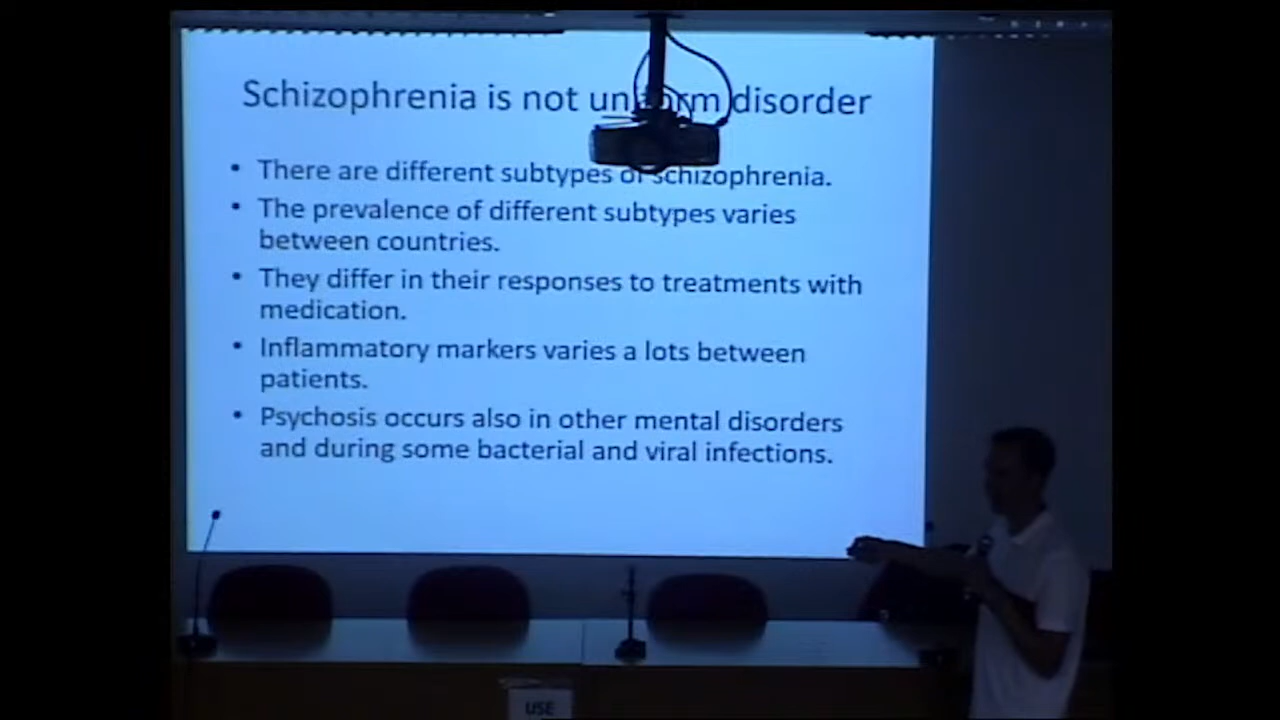 Schizophrenia is not uniform disorder
• There are different subtypes of schizophrenia.
• The prevalence of different subtypes varies
between countries.
• They differ in their responses to treatments with
medication.
• Inflammatory markers varies a lots between
patients.
• Psychosis occurs also in other mental disorders
and during some bacterial and viral infections.
USE